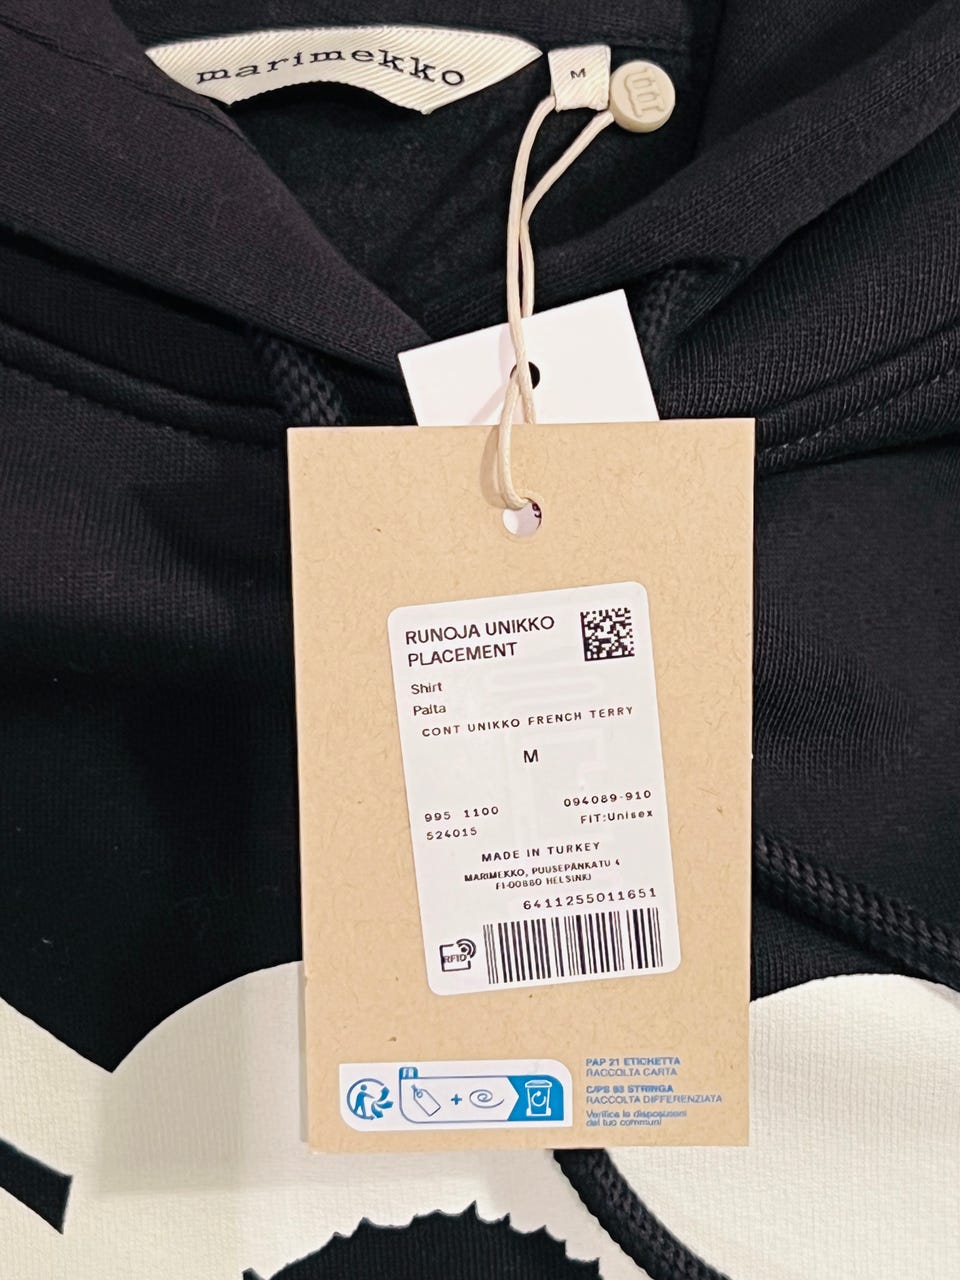 marimekko
M
RUNOJA UNIKKO
PLACEMENT
Shirt
Paita
CONT UNIKKO FRENCH TERRY
M
995 1100
094089-910
524015
FIT:Unisex
MADE IN TURKEY
MARIMEKKO, PUUSEPÄNKATU 4
FI-00880 HELSINKI
6411255011651
RFID
FR
+
PAP 21 ETICHETTA
RACCOLTA CARTA
C/PS 93 STRINGA
RACCOLTA DIFFERENZIATA
Verifica le disposizioni
del tuo comuni